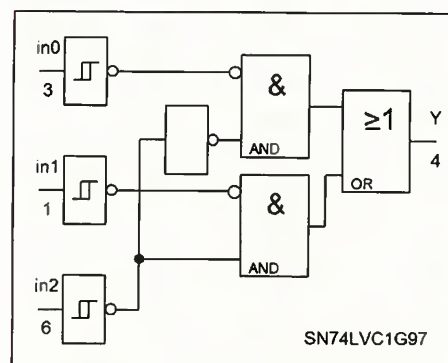 in0
3
&
AND
≥1
OR
Y
4
in1
1
&
AND
in2
6
SN74LVC1G97